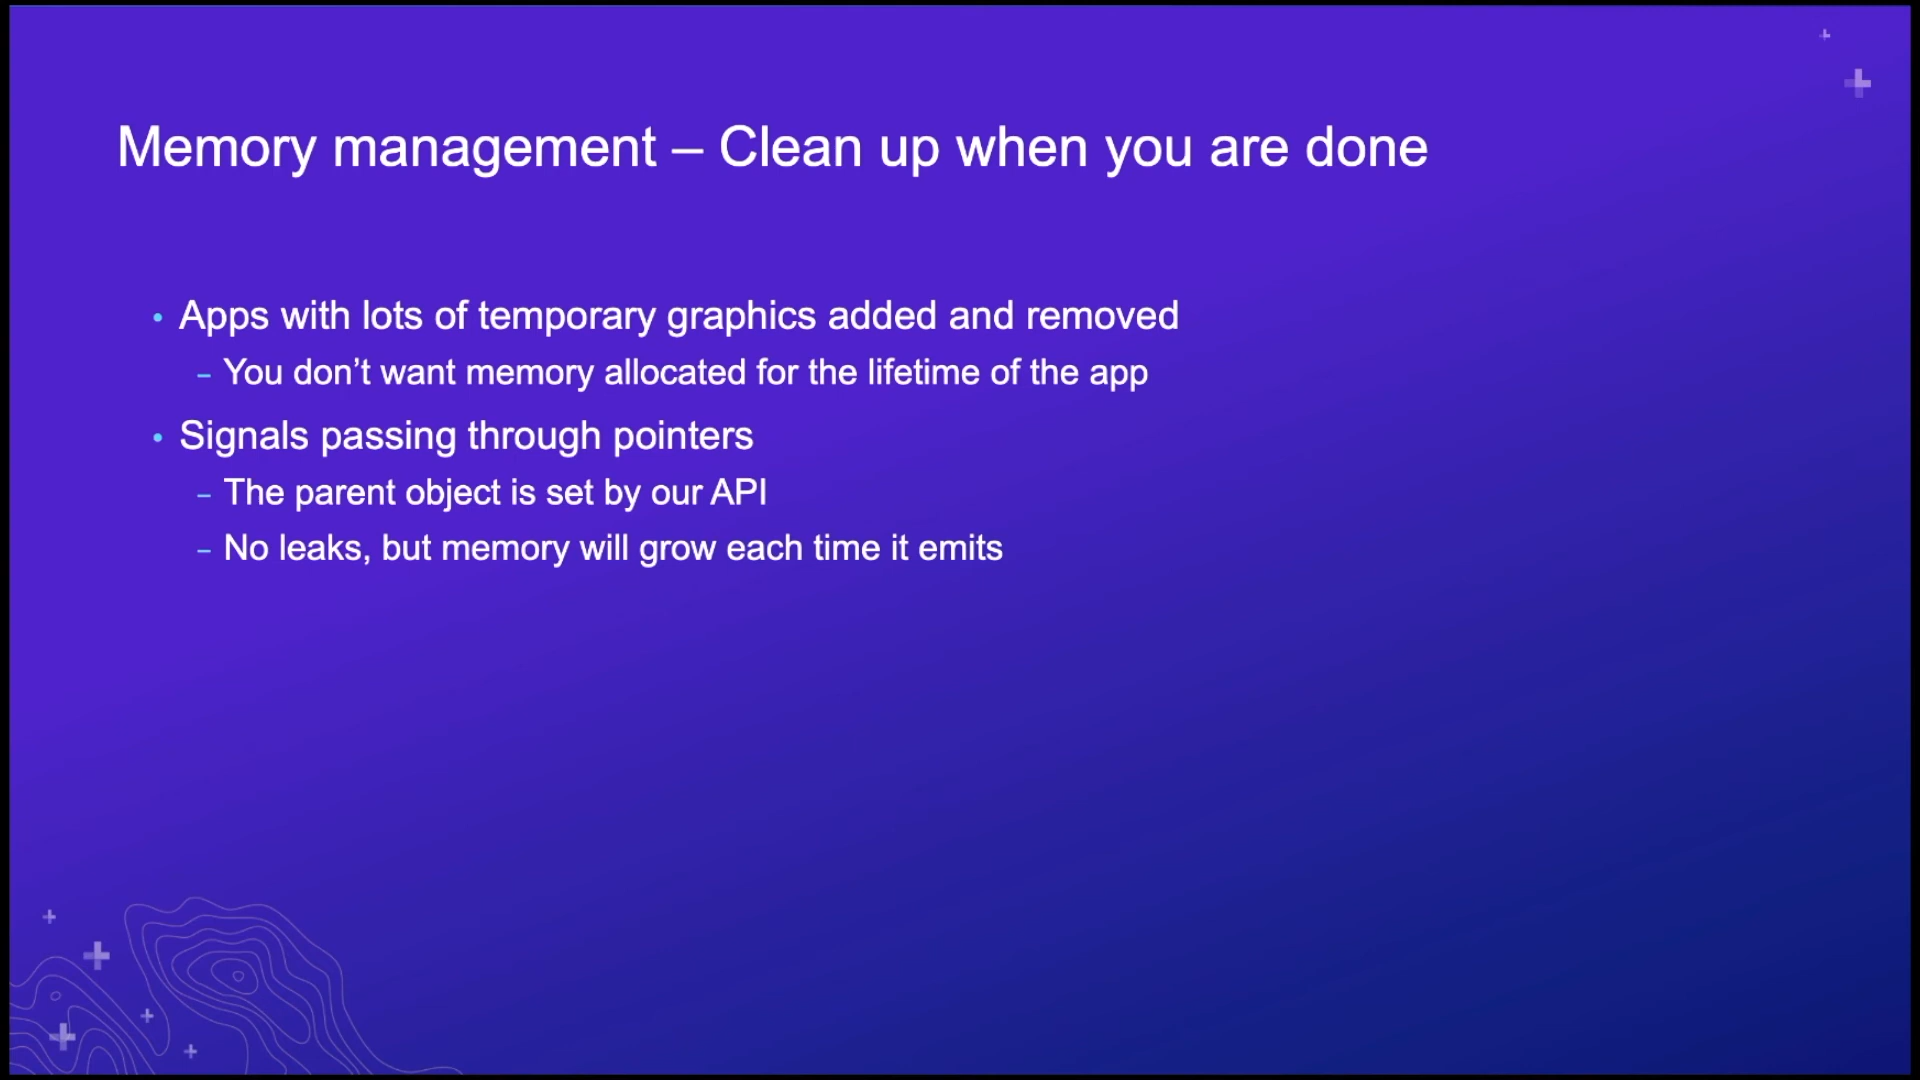 Memory management – Clean up when you are done
• Apps with lots of temporary graphics added and removed
– You don’t want memory allocated for the lifetime of the app
• Signals passing through pointers
– The parent object is set by our API
– No leaks, but memory will grow each time it emits